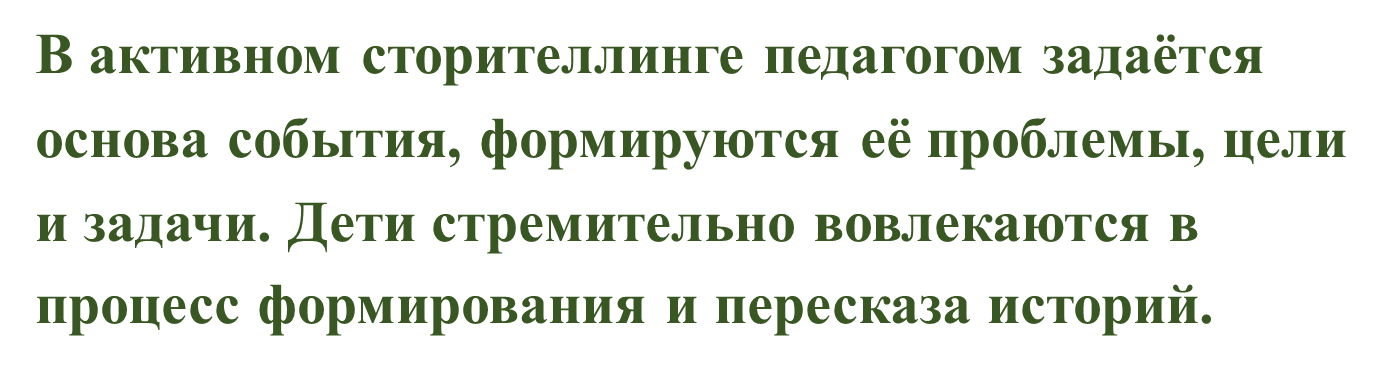 В активном сторителлинге педагогом задаётся
основа события, формируются её проблемы, цели
и задачи. Дети стремительно вовлекаются в
процесс формирования и пересказа историй.